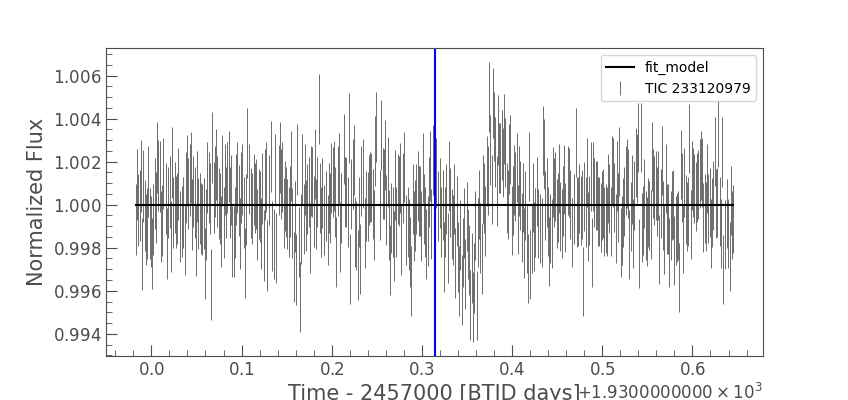 fit_model
TIC 233120979
Normalized Flux
1.006
1.004
1.002
1.000
0.998
0.996
0.994
0.0 0.1 0.2 0.3 0.4 0.5 0.6
Time - 2457000 [BTJD days] +1.9300000000 × 10³